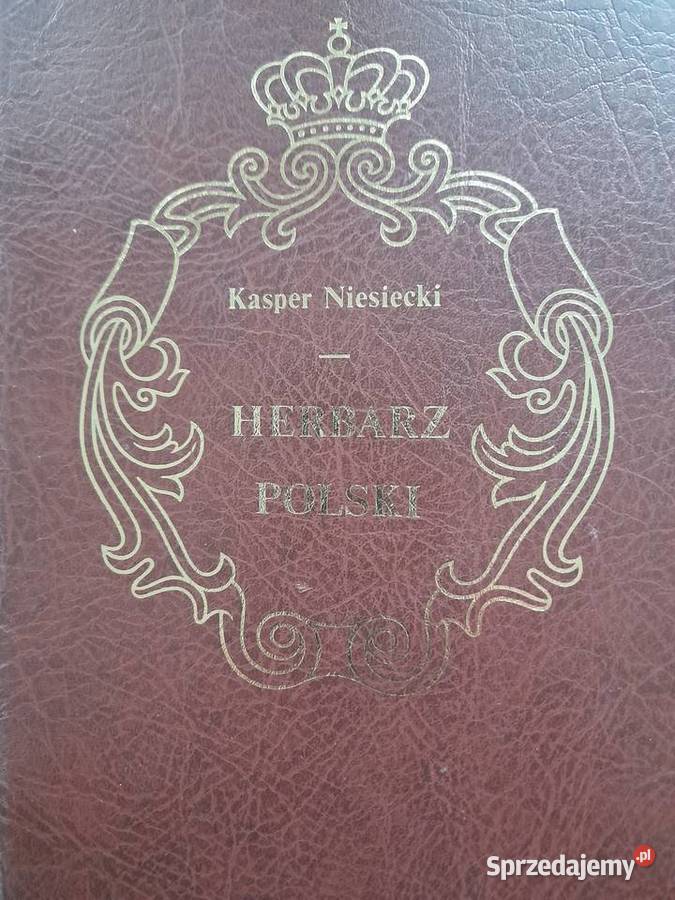 Kasper Niesiecki
—
HERBARZ
POLSKI
Sprzedajemy.pl